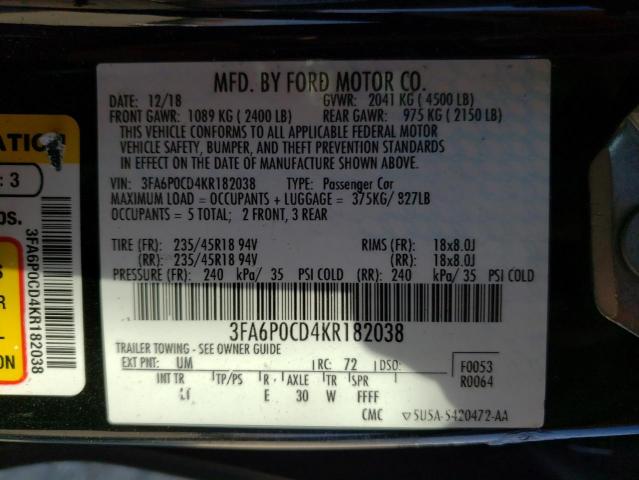 MFD. BY FORD MOTOR CO.
DATE: 12/18 GVWR: 2041 KG ( 4500 LB)
FRONT GAWR: 1089 KG ( 2400 LB) REAR GAWR: 975 KG ( 2150 LB)
THIS VEHICLE CONFORMS TO ALL APPLICABLE FEDERAL MOTOR
VEHICLE SAFETY, BUMPER, AND THEFT PREVENTION STANDARDS
IN EFFECT ON THE DATE OF MANUFACTURE SHOWN ABOVE.
VIN: 3FA6P0CD4KR182038 TYPE: Passenger Car
MAXIMUM LOAD = OCCUPANTS + LUGGAGE = 375KG/ 827LB
OCCUPANTS = 5 TOTAL; 2 FRONT, 3 REAR
TIRE (FR): 235/45R18 94V RIMS (FR): 18x8.0J
(RR): 235/45R18 94V (RR): 18x8.0J
PRESSURE (FR): 240 kPa/ 35 PSI COLD (RR): 240 kPa/ 35 PSI COLD
3FA6P0CD4KR182038
TRAILER TOWING - SEE OWNER GUIDE
EXT PNT: UM RC: 72 DSO: F0053
INT TR TP/PS R AXLE TR SPR R0064
E 30 W FFFF
CMC 5U5A-5420472-AA
: 3
3FA6P0CD4KR182038